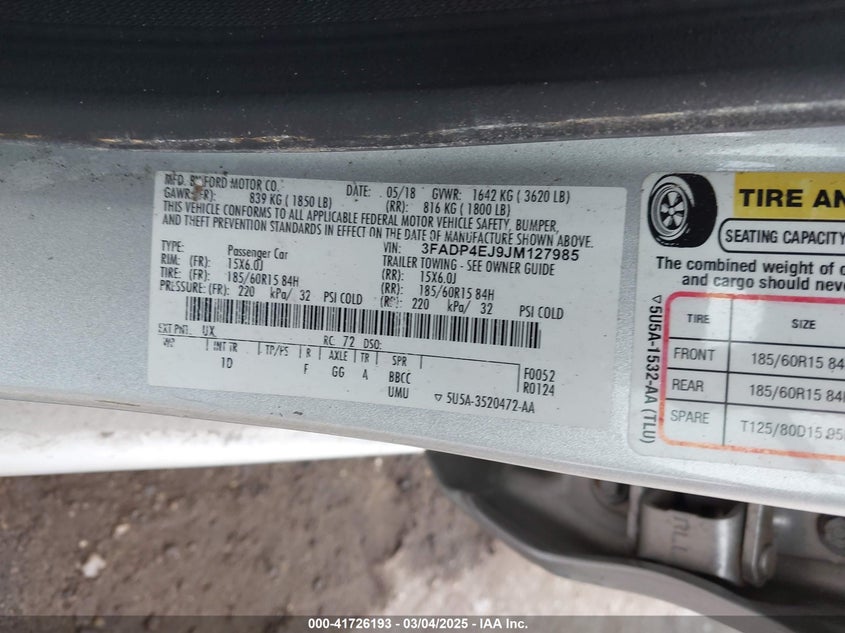 MFD. BY FORD MOTOR CO.
DATE: 05/18 GVWR: 1642 KG ( 3620 LB)
GAWR (FR): 839 KG ( 1850 LB) (RR): 816 KG ( 1800 LB)
THIS VEHICLE CONFORMS TO ALL APPLICABLE FEDERAL MOTOR VEHICLE SAFETY, BUMPER,
AND THEFT PREVENTION STANDARDS IN EFFECT ON THE DATE OF MANUFACTURE SHOWN ABOVE.
TYPE: Passenger Car VIN: 3FADP4EJ9JM127985
RIM: (FR): 15X6.0J TRAILER TOWING - SEE OWNER GUIDE
(RR): 15X6.0J
TIRE: (FR): 185/60R15 84H (RR): 185/60R15 84H
PRESSURE: (FR): 220 kPa/ 32 PSI COLD (RR): 220 kPa/ 32 PSI COLD
EXT PNT: UX RC: 72 DSO:
WB INT TR TP/PS R AXLE TR SPR
1D F GG A BBCC
UMU
F0052
R0124
▽ 5U5A-3520472-AA
TIRE AN
SEATING CAPACITY
The combined weight of
and cargo should neve
TIRE SIZE
FRONT 185/60R15 84H
REAR 185/60R15 84H
SPARE T125/80D15 95
▽5U5A-1532-AA (TLU)
000-41726193 - 03/04/2025 - IAA Inc.